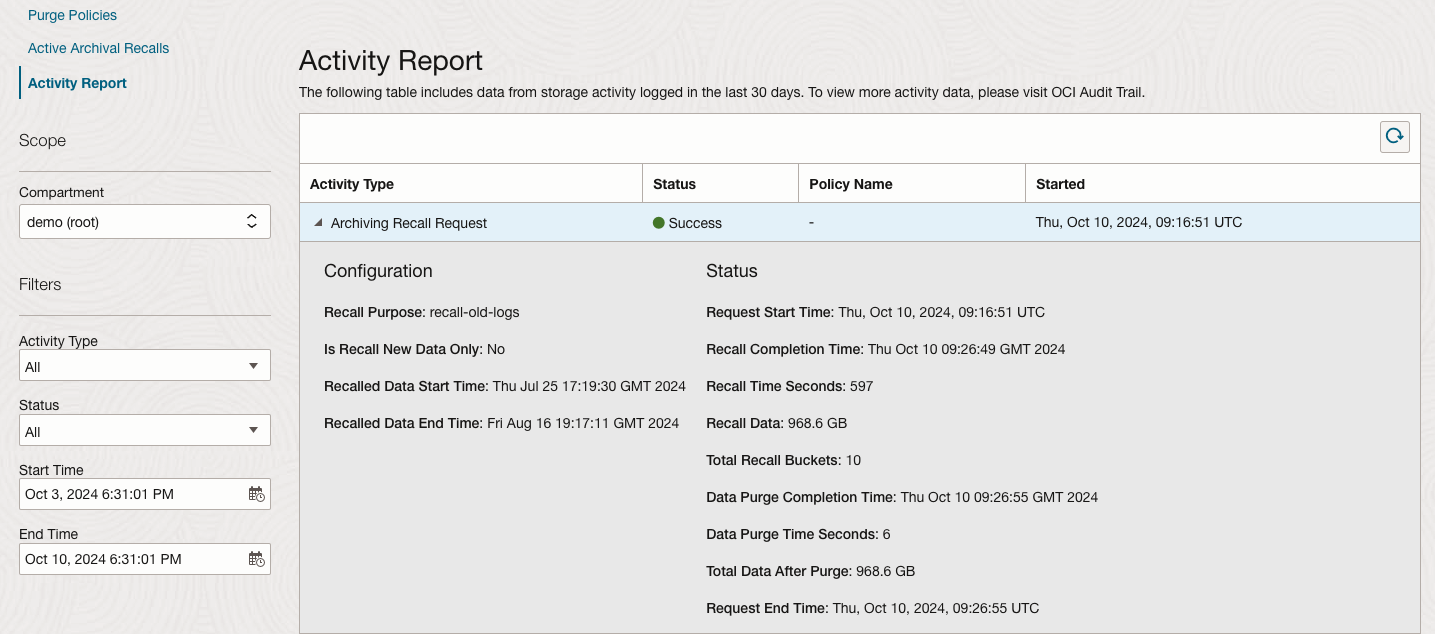 Purge Policies
Active Archival Recalls
Activity Report
Scope
Compartment
demo (root)
Filters
Activity Type
All
Status
All
Start Time
Oct 3, 2024 6:31:01 PM
End Time
Oct 10, 2024 6:31:01 PM
Activity Report
The following table includes data from storage activity logged in the last 30 days. To view more activity data, please visit OCI Audit Trail.
Activity Type Status Policy Name Started
Archiving Recall Request Success - Thu, Oct 10, 2024, 09:16:51 UTC
Configuration
Recall Purpose: recall-old-logs
Is Recall New Data Only: No
Recalled Data Start Time: Thu Jul 25 17:19:30 GMT 2024
Recalled Data End Time: Fri Aug 16 19:17:11 GMT 2024
Status
Request Start Time: Thu, Oct 10, 2024, 09:16:51 UTC
Recall Completion Time: Thu Oct 10 09:26:49 GMT 2024
Recall Time Seconds: 597
Recall Data: 968.6 GB
Total Recall Buckets: 10
Data Purge Completion Time: Thu Oct 10 09:26:55 GMT 2024
Data Purge Time Seconds: 6
Total Data After Purge: 968.6 GB
Request End Time: Thu, Oct 10, 2024, 09:26:55 UTC